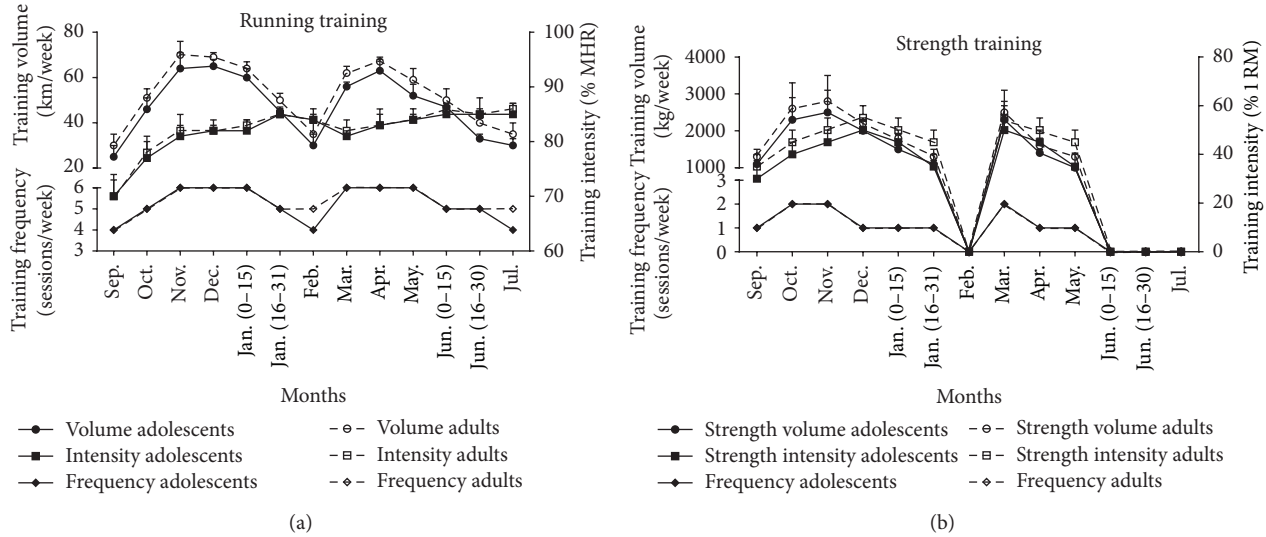 Running training
Training volume
(km/week)
80
60
40
20
Training frequency
(sessions/week)
6
5
4
3
100
90
80
70
60
Training intensity (% MHR)
Sep.
Oct.
Nov.
Dec.
Jan. (0–15)
Jan. (16–31)
Feb.
Mar.
Apr.
May.
Jun. (0–15)
Jun. (16–30)
Jul.
Months
Volume adolescents
Volume adults
Intensity adolescents
Intensity adults
Frequency adolescents
Frequency adults
(a)
Strength training
Training volume
(kg/week)
4000
3000
2000
1000
Training frequency
(sessions/week)
3
2
1
0
80
60
40
20
0
Training intensity (%1 RM)
Sep.
Oct.
Nov.
Dec.
Jan. (0–15)
Jan. (16–31)
Feb.
Mar.
Apr.
May.
Jun. (0–15)
Jun. (16–30)
Jul.
Months
Strength volume adolescents
Strength volume adults
Strength intensity adolescents
Strength intensity adults
Frequency adolescents
Frequency adults
(b)